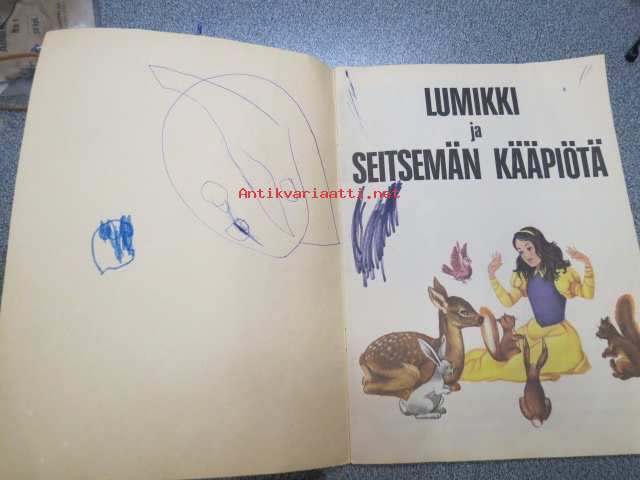 LUMIKKI
ja
SEITSEMÄN KÄÄPIÖTÄ
Antikvariaatti.net